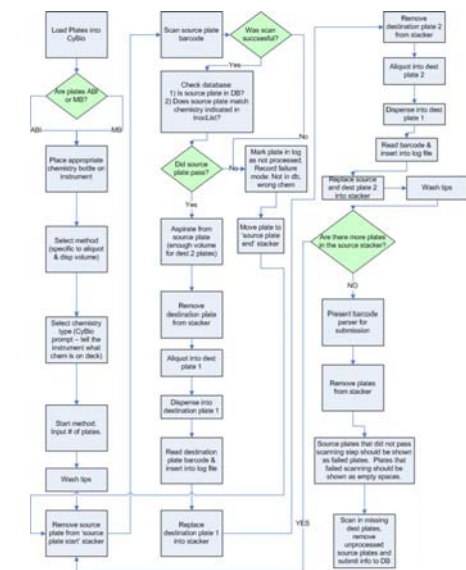 Load Plates into
CyBio
Are plates ABI
or MB?
ABI
MB
Place appropriate
chemistry bottle on
instrument
Select method
(specific to aliquot
& disp volume)
Select chemistry
type (CyBio
prompt – tell the
instrument what
chem is on deck)
Start method.
Input # of plates.
Wash tips
Remove source
plate from 'source
plate start' stacker
Scan source plate
barcode
Was scan
successful?
Yes
Check database
1) Is source plate in DB?
2) Does source plate match
chemistry indicated in
InocList?
No
Did source
plate pass?
No
Mark plate in log
as not processed.
Record failure
mode: Not in db,
wrong chem
Yes
Move plate to
'source plate
end' stacker
Aspirate from
source plate
(enough volume
for dest 2 plates)
Remove
destination plate
from stacker
Aliquot into dest
plate 1
Dispense into
destination plate 1
Read destination
plate barcode &
insert into log file
Replace
destination plate 1
into stacker
Remove
destination plate 2
from stacker
Aliquot into dest
plate 2
Dispense into dest
plate 1
Read barcode &
insert into log file
Replace source
and dest plate 2
into stacker
Wash tips
Are there more plates
in the source stacker?
NO
YES
Present barcode
parser for
submission
Remove plates
from stacker
Source plates that did not pass
scanning step should be shown
as failed plates. Plates that
failed scanning should be
shown as empty spaces.
Scan in missing
dest plates,
remove
unprocessed
source plates and
submit info to DB